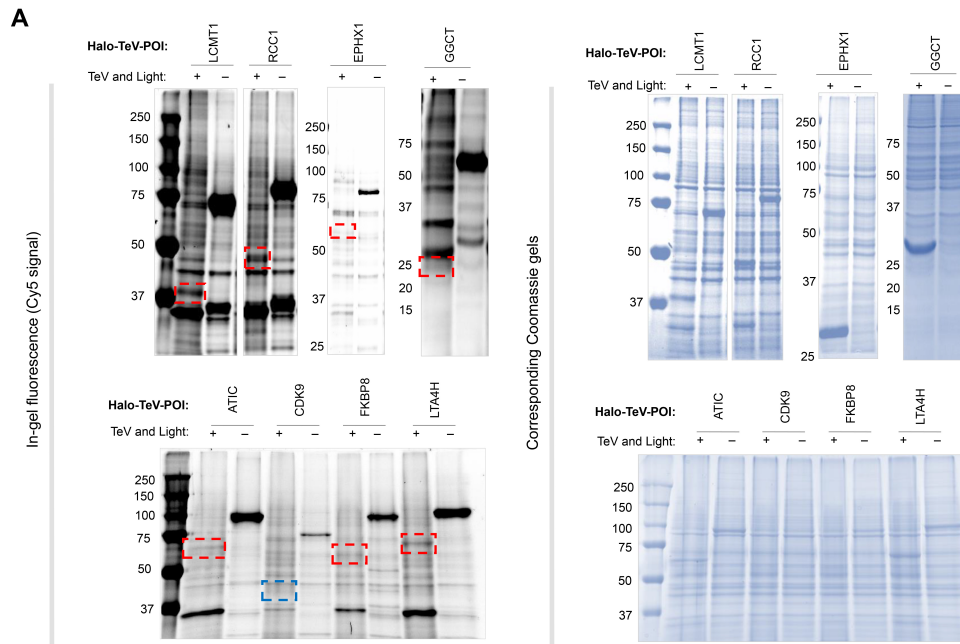 A
Halo-TeV-POI:
LCMT1
RCC1
EPHX1
GGCT
TeV and Light:
+ − + − + − + −
250
150
100
75
50
37
250
150
100
75
50
37
25
75
50
37
25
20
15
In-gel fluorescence (Cy5 signal)
Halo-TeV-POI:
ATIC
CDK9
FKBP8
LTA4H
TeV and Light:
+ − + − + − + −
250
150
100
75
50
37
Halo-TeV-POI:
LCMT1
RCC1
EPHX1
GGCT
TeV and Light:
+ − + − + − + −
250
150
100
75
50
37
250
150
100
75
50
37
25
75
50
37
25
20
15
Corresponding Coomassie gels
Halo-TeV-POI:
ATIC
CDK9
FKBP8
LTA4H
TeV and Light:
+ − + − + − + −
250
150
100
75
50
37